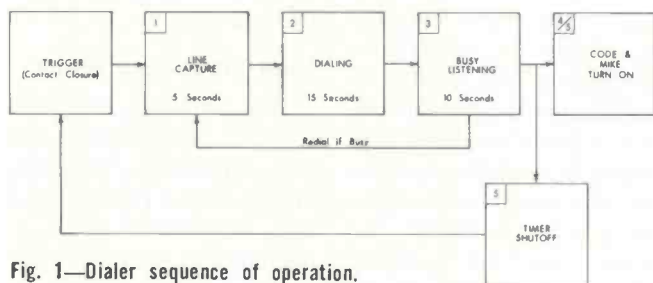 TRIGGER
(Contact Closure)
1
LINE
CAPTURE
5 Seconds
2
DIALING
15 Seconds
3
BUSY
LISTENING
10 Seconds
4/5
CODE &
MIKE
TURN ON
Redial if Busy
5
TIMER
SHUTOFF
Fig. 1—Dialer sequence of operation.